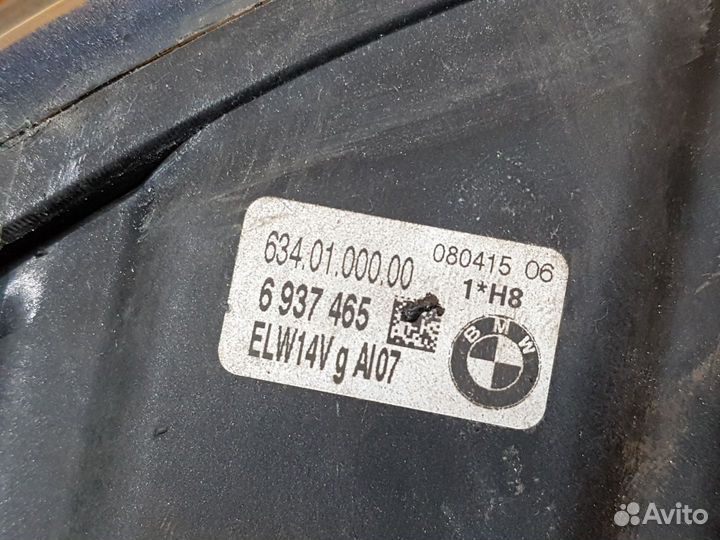 634.01.000.00
080415 06
1*H8
6 937 465
ELW14V g AI07
BMW
Avito